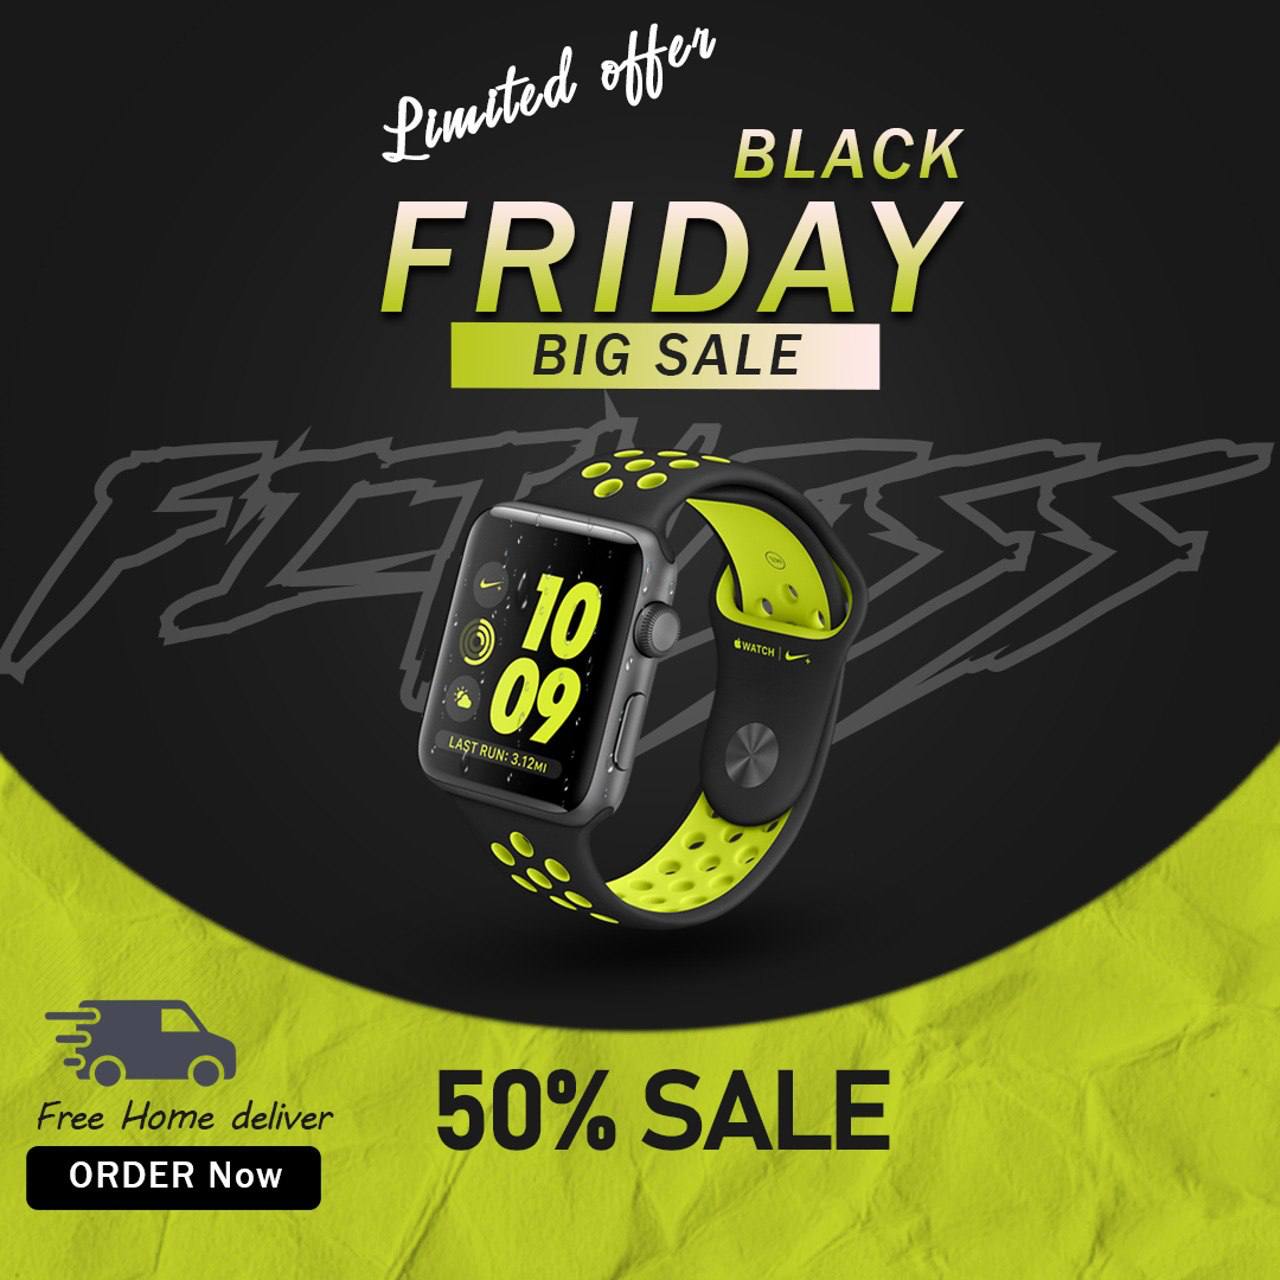 Limited offer
BLACK
FRIDAY
BIG SALE
FITNESS
10
09
LAST RUN: 3.12MI
WATCH
Free Home deliver
ORDER Now
50% SALE